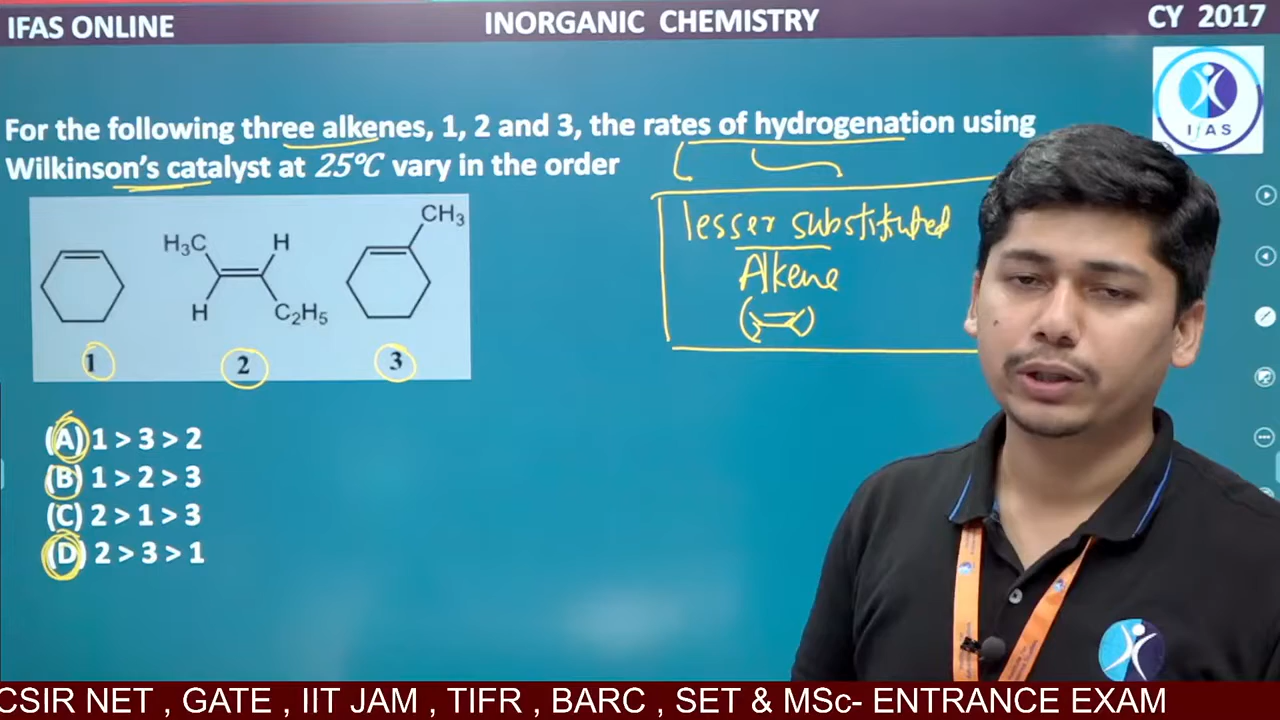 IFAS ONLINE
INORGANIC CHEMISTRY
CY 2017
IfAS
For the following three alkenes, 1, 2 and 3, the rates of hydrogenation using
Wilkinson's catalyst at 25°C vary in the order
lesser substituted
Alkene
CH₃
H₃C
H
H
C₂H₅
1
2
3
(A) 1 > 3 > 2
(B) 1 > 2 > 3
(C) 2 > 1 > 3
(D) 2 > 3 > 1
CSIR NET , GATE , IIT JAM , TIFR , BARC , SET & MSc- ENTRANCE EXAM